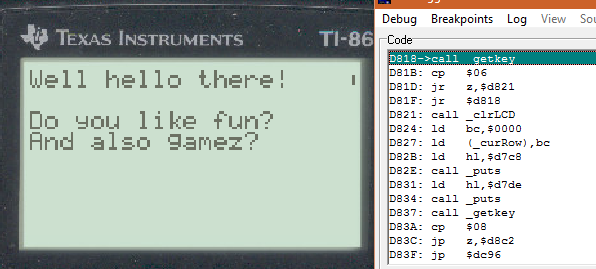 TEXAS INSTRUMENTS TI-86
Well hello there!
Do you like fun?
And also gamez?
Debug Breakpoints Log View
Code
D818->call _getkey
D81B: cp $06
D81D: jr z,$d821
D81F: jr $d818
D821: call _clrLCD
D824: ld bc,$0000
D827: ld (_curRow),bc
D82B: ld hl,$d7c8
D82E: call _puts
D831: ld hl,$d7de
D834: call _puts
D837: call _getkey
D83A: cp $08
D83C: jp z,$d8c2
D83F: jp $dc96